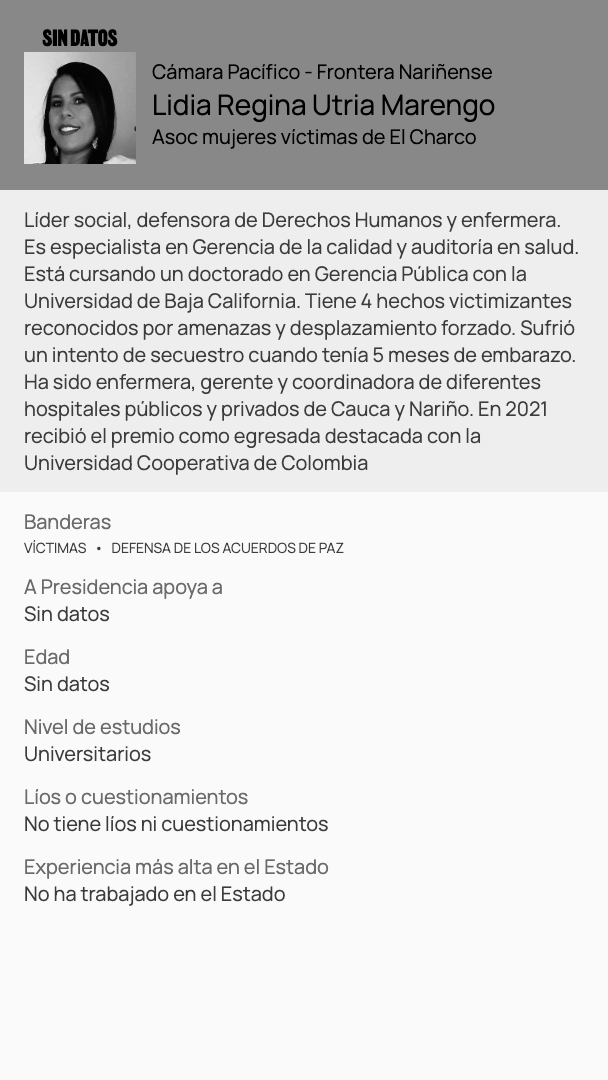 SIN DATOS
Cámara Pacífico - Frontera Nariñense
Lidia Regina Utria Marengo
Asoc mujeres víctimas de El Charco
Líder social, defensora de Derechos Humanos y enfermera.
Es especialista en Gerencia de la calidad y auditoría en salud.
Está cursando un doctorado en Gerencia Pública con la
Universidad de Baja California. Tiene 4 hechos victimizantes
reconocidos por amenazas y desplazamiento forzado. Sufrió
un intento de secuestro cuando tenía 5 meses de embarazo.
Ha sido enfermera, gerente y coordinadora de diferentes
hospitales públicos y privados de Cauca y Nariño. En 2021
recibió el premio como egresada destacada con la
Universidad Cooperativa de Colombia
Banderas
VÍCTIMAS • DEFENSA DE LOS ACUERDOS DE PAZ
A Presidencia apoya a
Sin datos
Edad
Sin datos
Nivel de estudios
Universitarios
Líos o cuestionamientos
No tiene líos ni cuestionamientos
Experiencia más alta en el Estado
No ha trabajado en el Estado